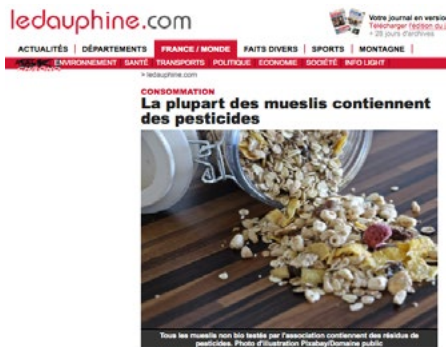 ledauphine.com
Votre journal en versio
Télécharger l'édition du j
+ 28 jours d'archives
ACTUALITÉS | DÉPARTEMENTS | FRANCE / MONDE | FAITS DIVERS | SPORTS | MONTAGNE |
ENVIRONNEMENT SANTÉ TRANSPORTS POLITIQUE ECONOMIE SOCIÉTÉ INFO LIGHT
> ledauphine.com
CONSOMMATION
La plupart des mueslis contiennent
des pesticides
Tous les mueslis non bio testés par l'association contiennent des résidus de
pesticides. Photo d'illustration Pixabay/Domaine public